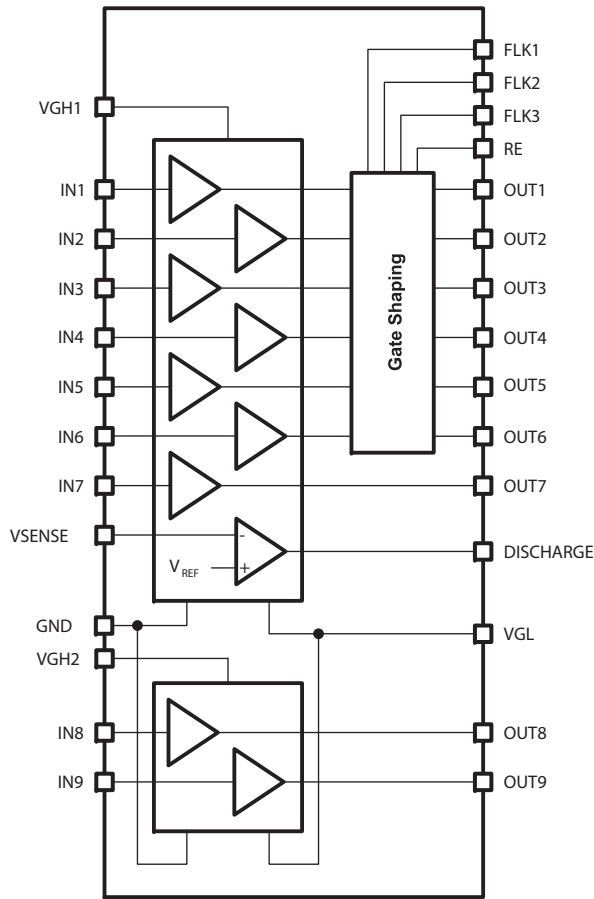 FLK1
FLK2
FLK3
VGH1
RE
IN1
OUT1
IN2
OUT2
IN3
OUT3
IN4
OUT4
IN5
OUT5
IN6
OUT6
IN7
OUT7
Gate Shaping
VSENSE
-
DISCHARGE
VREF
+
GND
VGL
VGH2
IN8
OUT8
IN9
OUT9